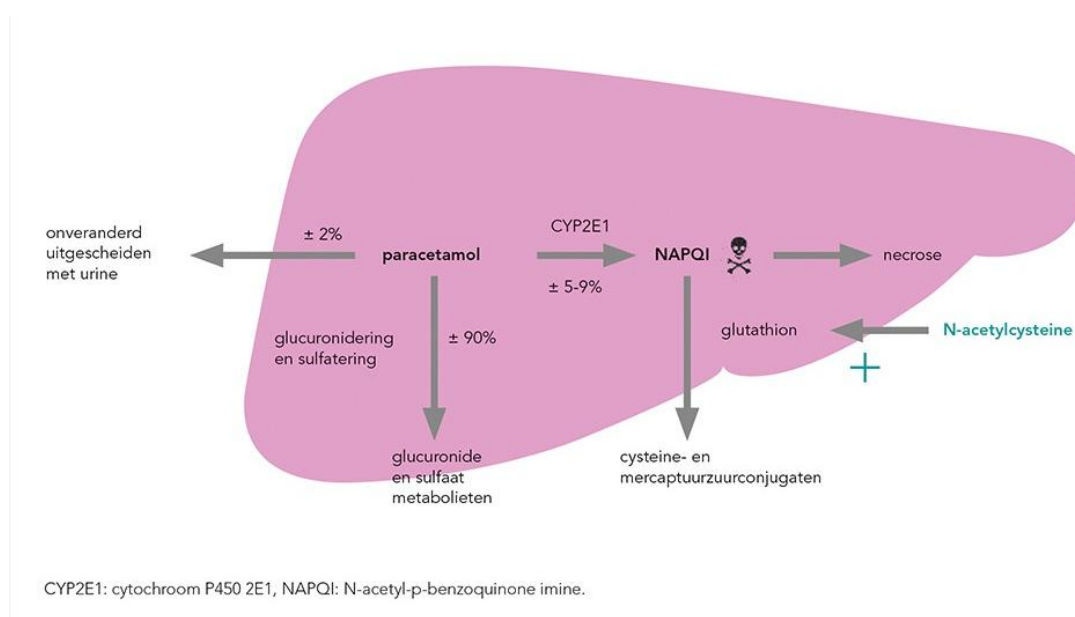 onveranderd
uitgescheiden
met urine
± 2%
paracetamol
CYP2E1
± 5-9%
NAPQI
necrose
glucuronidering
en sulfatering
± 90%
glutathion
N-acetylcysteine
+
glucuronide
en sulfaat
metabolieten
cysteine- en
mercaptuurzuurconjugaten
CYP2E1: cytochroom P450 2E1, NAPQI: N-acetyl-p-benzoquinone imine.